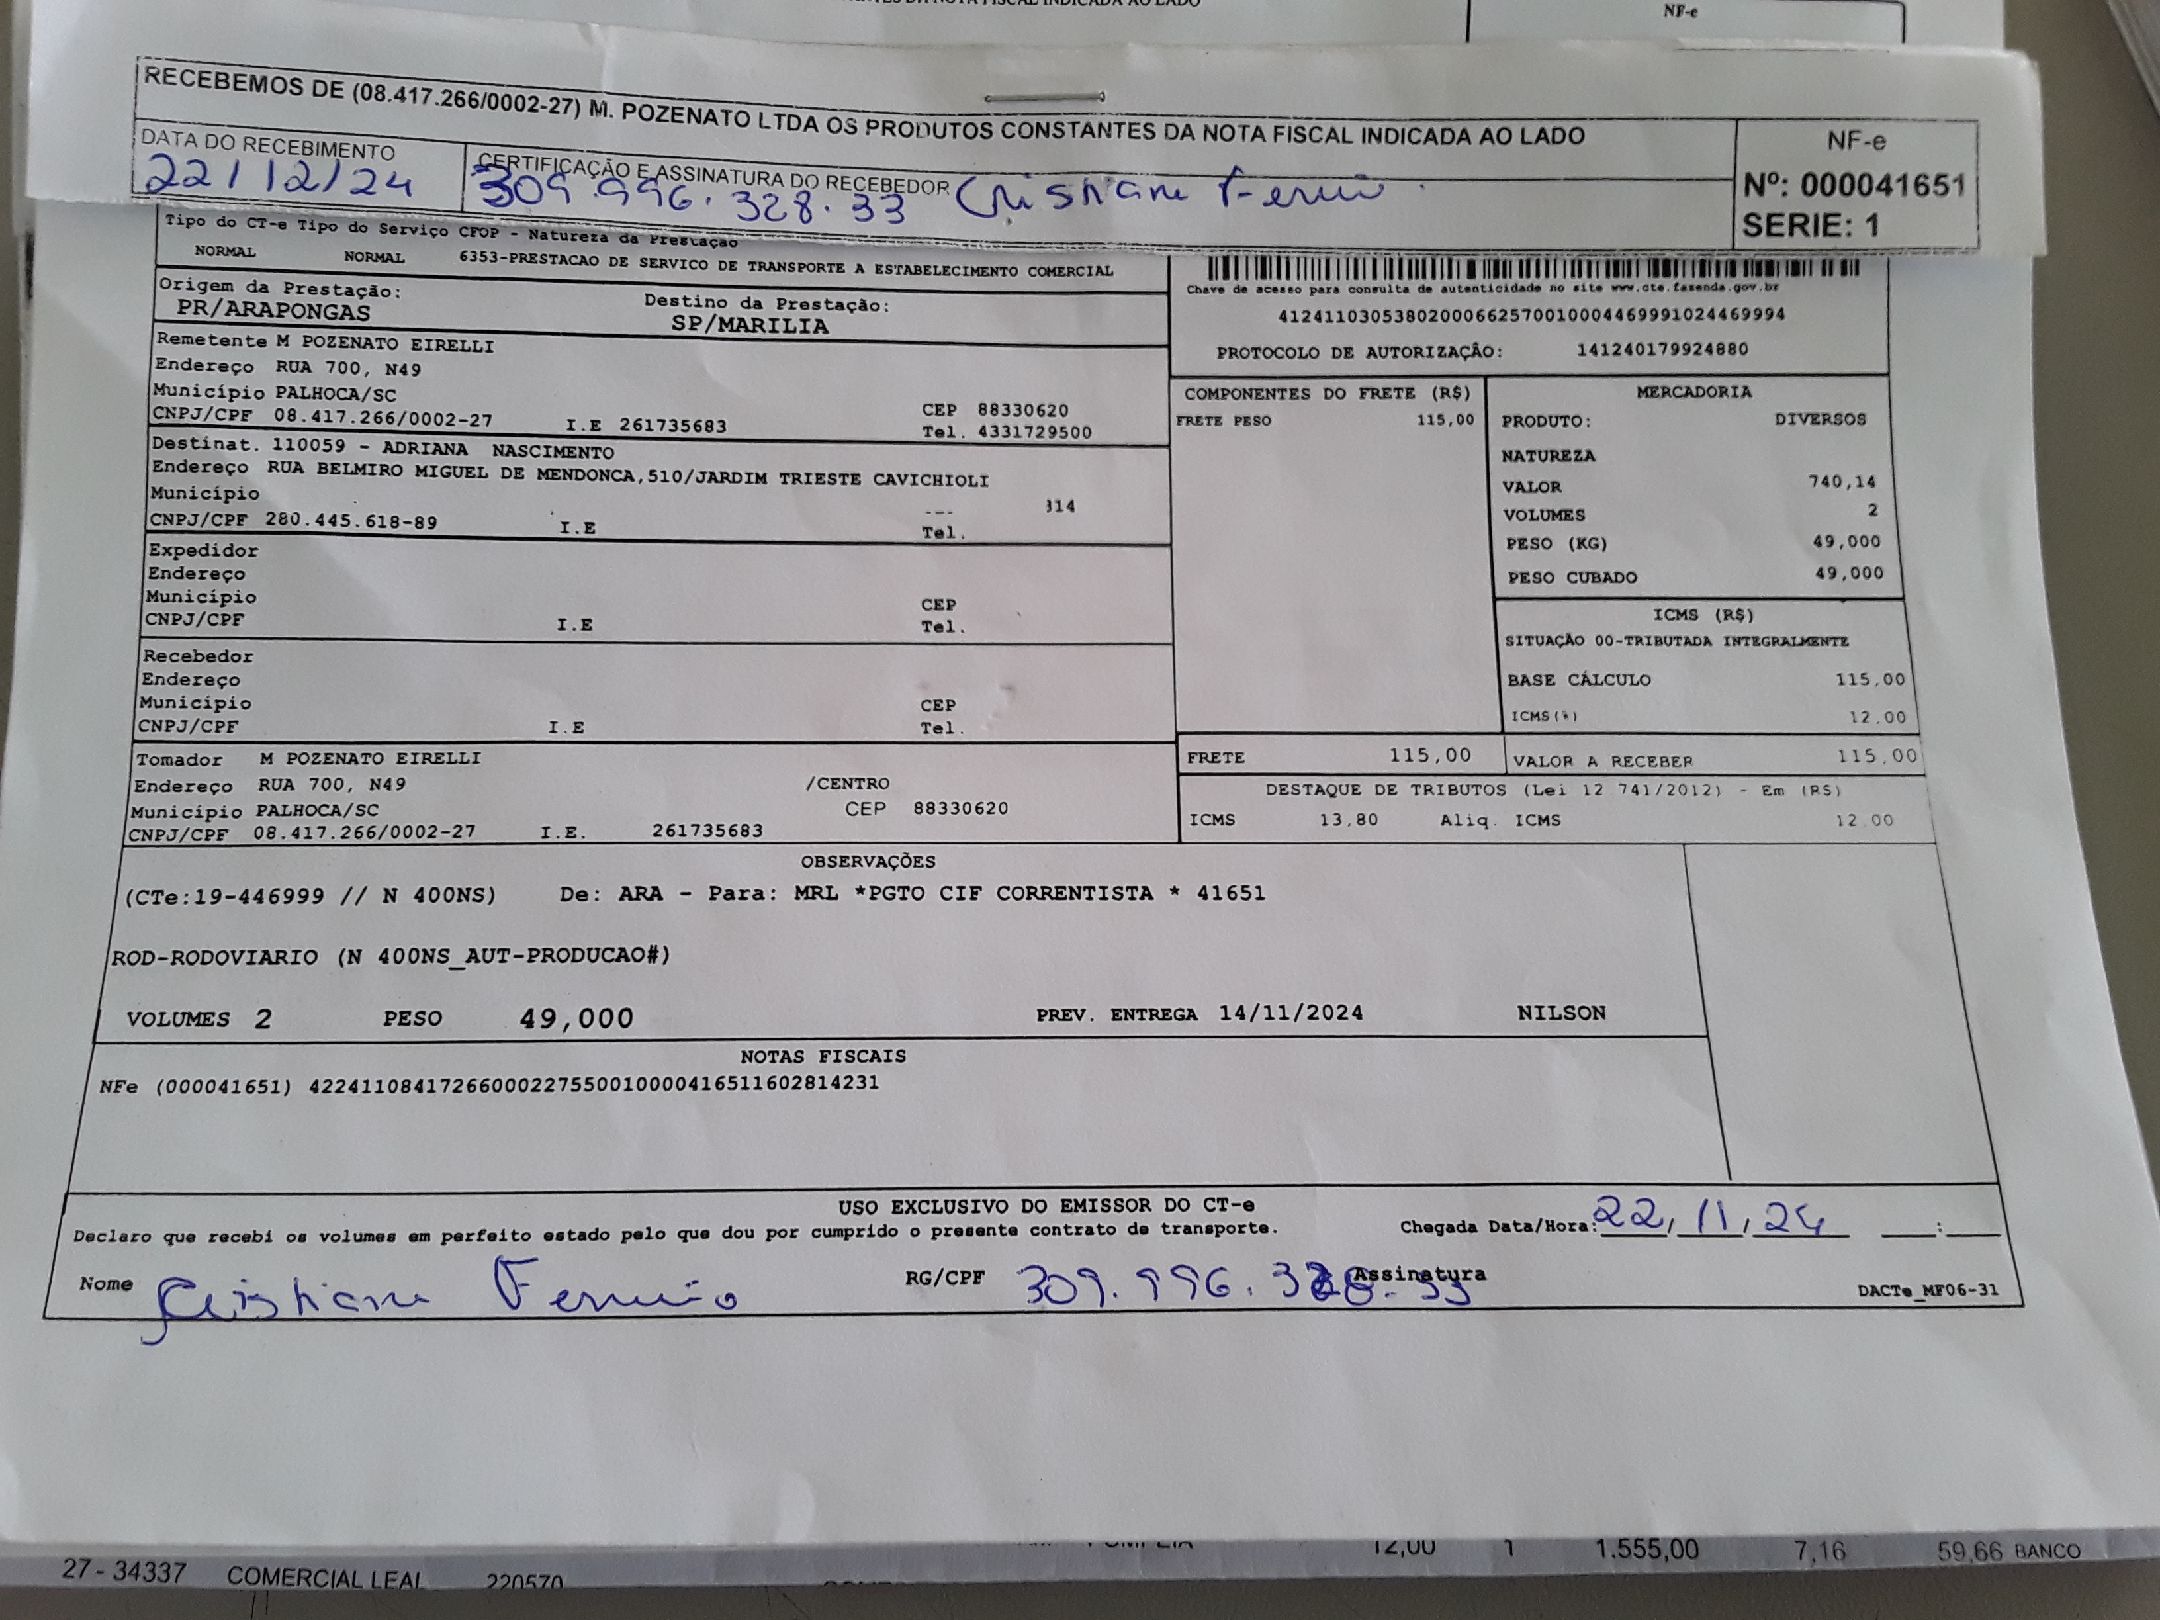 NF-e
RECEBEMOS DE (08.417.266/0002-27) M. POZENATO LTDA OS PRODUTOS CONSTANTES DA NOTA FISCAL INDICADA AO LADO
DATA DO RECEBIMENTO
22/12/24
CERTIFICAÇÃO E ASSINATURA DO RECEBEDOR
309.996.328.33 Cristiane
NF-e
Nº: 000041651
SERIE: 1
Tipo do CT-e Tipo do Serviço CFOP - Natureza da Prestação
NORMAL NORMAL 6353-PRESTACAO DE SERVICO DE TRANSPORTE A ESTABELECIMENTO COMERCIAL
Origem da Prestação: Destino da Prestação:
PR/ARAPONGAS SP/MARILIA
Chave de acesso para consulta de autenticidade no site www.cte.fazenda.gov.br
41241103053802000662570010004469991024469994
PROTOCOLO DE AUTORIZAÇÃO: 141240179924880
Remetente M POZENATO EIRELLI
Endereço RUA 700, N49
Município PALHOCA/SC CEP 88330620
CNPJ/CPF 08.417.266/0002-27 I.E 261735683 Tel. 4331729500
Destinat. 110059 - ADRIANA NASCIMENTO
Endereço RUA BELMIRO MIGUEL DE MENDONCA,510/JARDIM TRIESTE CAVICHIOLI
Município 314
CNPJ/CPF 280.445.618-89 I.E Tel.
Expedidor
Endereço
Município CEP
CNPJ/CPF I.E Tel.
Recebedor
Endereço
Município CEP
CNPJ/CPF I.E Tel.
Tomador M POZENATO EIRELLI
Endereço RUA 700, N49 /CENTRO
Município PALHOCA/SC CEP 88330620
CNPJ/CPF 08.417.266/0002-27 I.E. 261735683
COMPONENTES DO FRETE (R$)
FRETE PESO 115,00
MERCADORIA
PRODUTO: DIVERSOS
NATUREZA
VALOR 740,14
VOLUMES 2
PESO (KG) 49,000
PESO CUBADO 49,000
ICMS (R$)
SITUAÇÃO 00-TRIBUTADA INTEGRALMENTE
BASE CÁLCULO 115,00
ICMS(%) 12.00
FRETE 115,00 VALOR A RECEBER 115,00
DESTAQUE DE TRIBUTOS (Lei 12 741/2012) - Em (R$)
ICMS 13,80 Aliq. ICMS 12.00
OBSERVAÇÕES
(CTe:19-446999 // N 400NS) De: ARA - Para: MRL *PGTO CIF CORRENTISTA * 41651
ROD-RODOVIARIO (N 400NS_AUT-PRODUCAO#)
VOLUMES 2 PESO 49,000 PREV. ENTREGA 14/11/2024 NILSON
NOTAS FISCAIS
NFe (000041651) 42241108417266000227550010000416511602814231
USO EXCLUSIVO DO EMISSOR DO CT-e
Declaro que recebi os volumes em perfeito estado pelo que dou por cumprido o presente contrato de transporte. Chegada Data/Hora: 22/11/24 :
Nome Cristiane RG/CPF 309.996.328.33 Assinatura
DACTe_MF06-31
12,00 1 1.555,00 7,16 59,66 BANCO
27 - 34337 COMERCIAL LEAL 220570